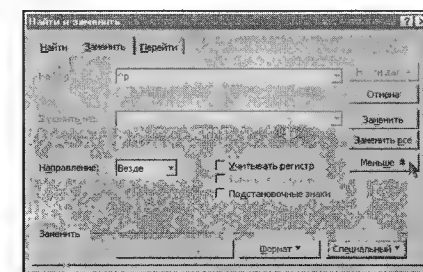 Найти и заменить
Найти Заменить Перейти
^p
Отмена
Заменить
Заменить все
Направление: Везде Учитывать регистр Меньше
Подстановочные знаки
Заменить
Формат Специальный